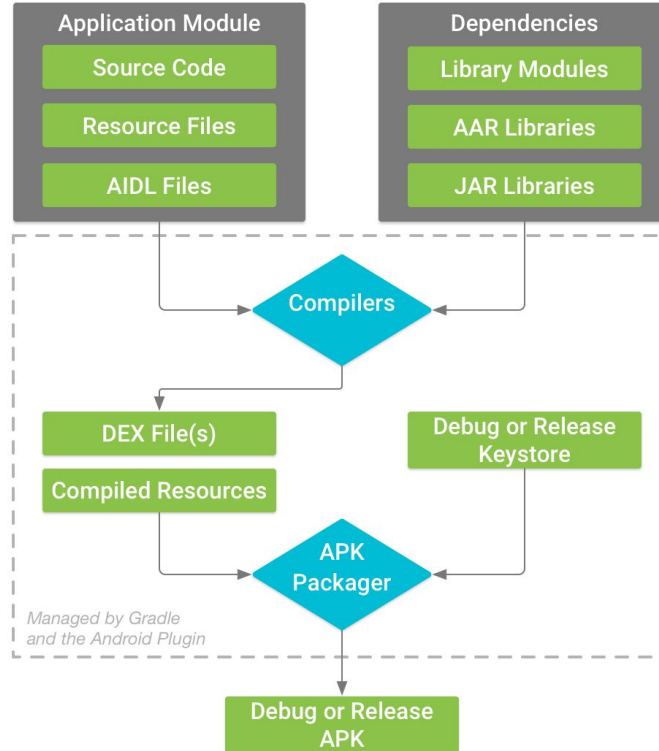 Application Module
Source Code
Resource Files
AIDL Files
Dependencies
Library Modules
AAR Libraries
JAR Libraries
Compilers
DEX File(s)
Compiled Resources
Debug or Release
Keystore
APK
Packager
Managed by Gradle
and the Android Plugin
Debug or Release
APK